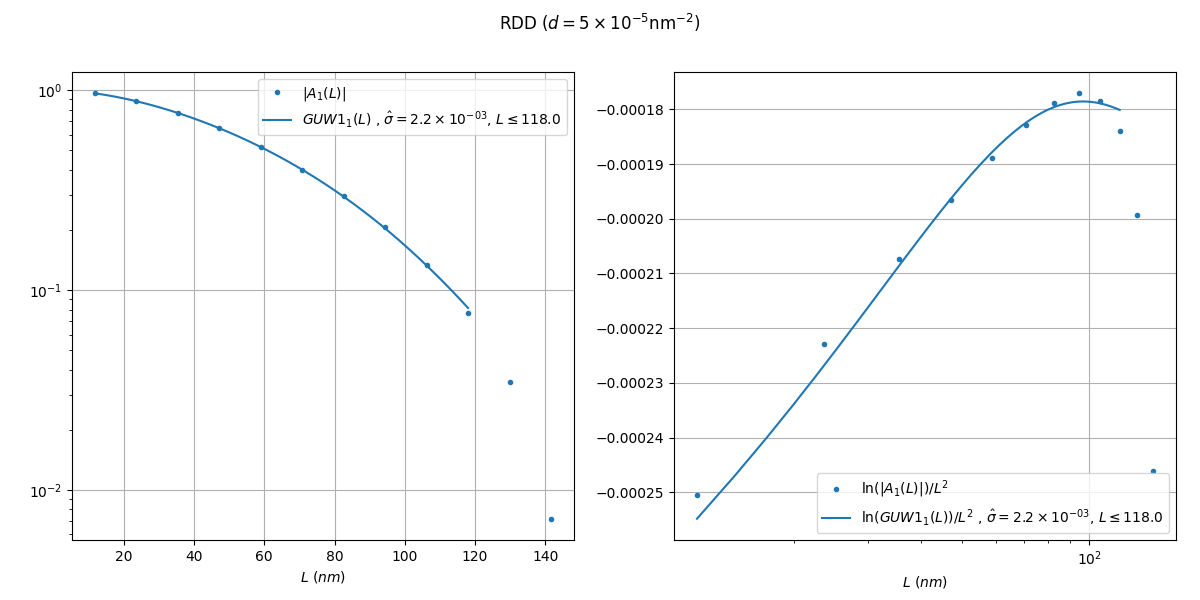 RDD (d = 5 × 10⁻⁵nm⁻²)
10⁰
10⁻¹
10⁻²
20 40 60 80 100 120 140
L (nm)
|A₁(L)|
GUW1₁(L) , σ̂ = 2.2 × 10⁻⁰³, L ≤ 118.0
−0.00018
−0.00019
−0.00020
−0.00021
−0.00022
−0.00023
−0.00024
−0.00025
10²
L (nm)
ln(|A₁(L)|)/L²
ln(GUW1₁(L))/L² , σ̂ = 2.2 × 10⁻⁰³, L ≤ 118.0